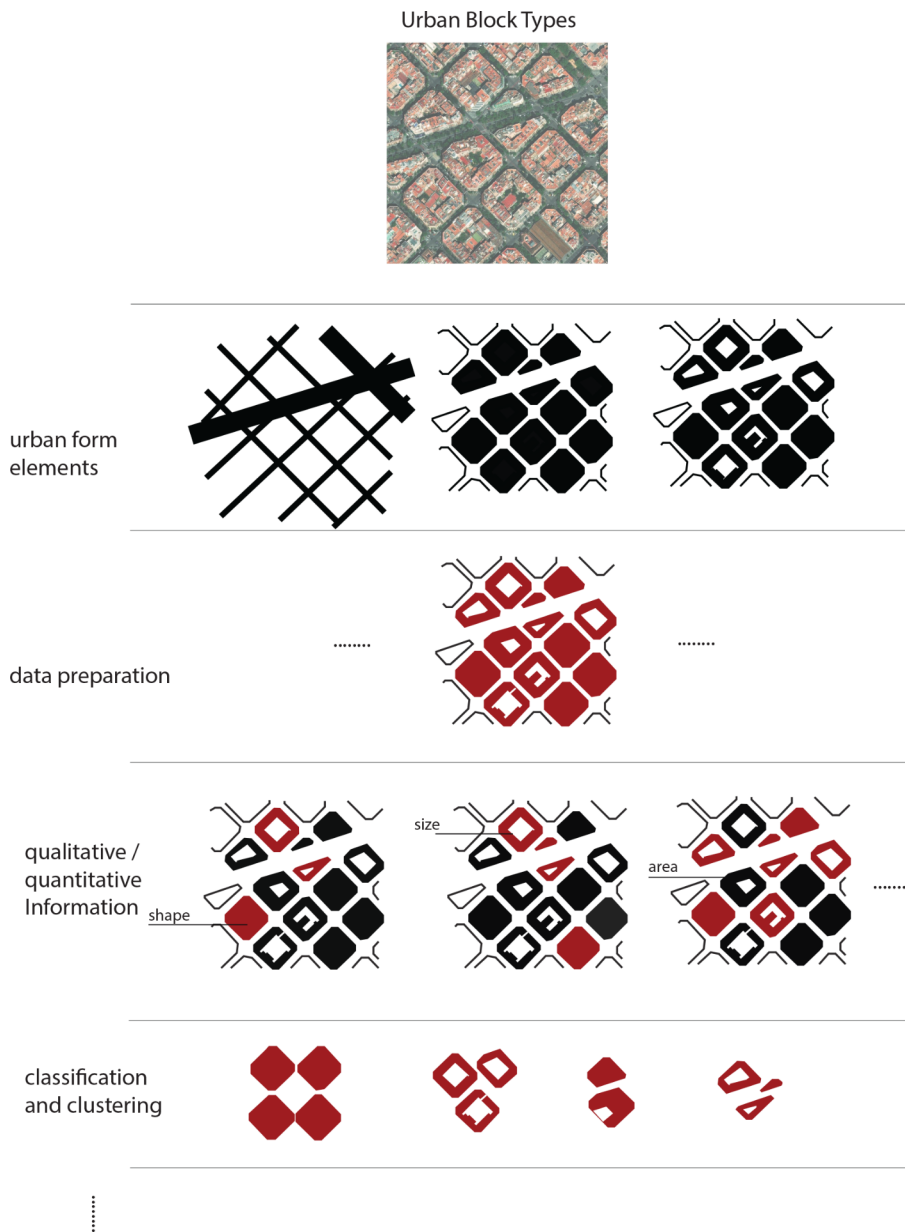 Urban Block Types
urban form
elements
data preparation
qualitative /
quantitative
Information
shape
size
area
classification
and clustering